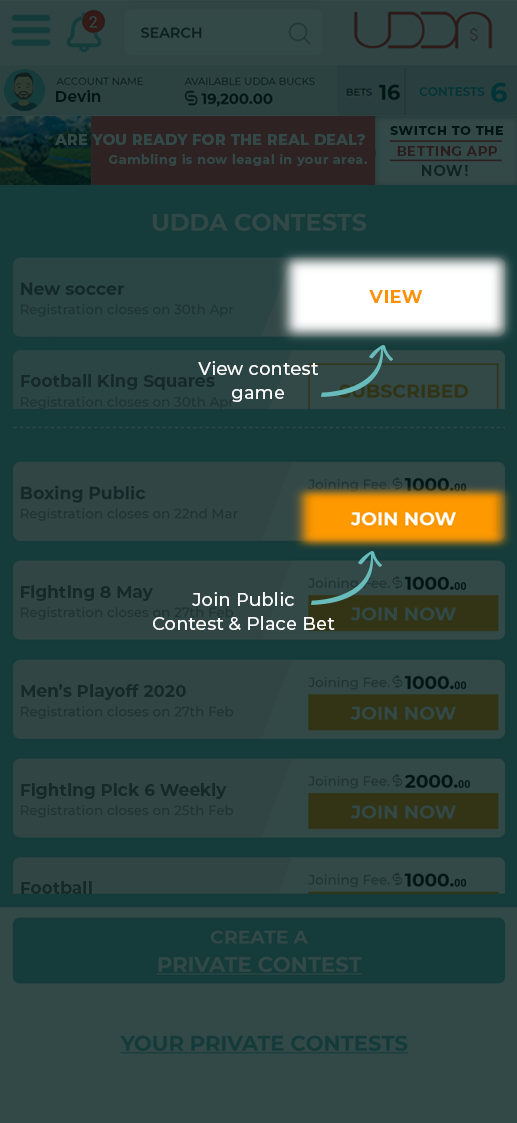 2
SEARCH
UDDA $
ACCOUNT NAME
Devin
AVAILABLE UDDA BUCKS
19,200.00
BETS 16
CONTESTS 6
ARE YOU READY FOR THE REAL DEAL?
Gambling is now leagal in your area.
SWITCH TO THE
BETTING APP
NOW!
UDDA CONTESTS
New soccer
Registration closes on 30th Apr
VIEW
View contest
game
Football King Squares
Registration closes on 30th Apr
SUBSCRIBED
Boxing Public
Registration closes on 22nd Mar
Joining Fee. 1000.00
JOIN NOW
Join Public
Contest & Place Bet
Fighting 8 May
Registration closes on 27th Feb
Joining Fee. 1000.00
JOIN NOW
Men's Playoff 2020
Registration closes on 27th Feb
Joining Fee. 1000.00
JOIN NOW
Fighting Pick 6 Weekly
Registration closes on 25th Feb
Joining Fee. 2000.00
JOIN NOW
Football
Joining Fee. 1000.00
CREATE A
PRIVATE CONTEST
YOUR PRIVATE CONTESTS